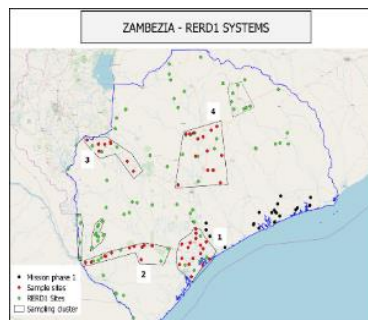 ZAMBEZIA - RERD1 SYSTEMS
4
3
1
2
Mission phase 1
Sample sites
RERD1 Sites
Sampling cluster